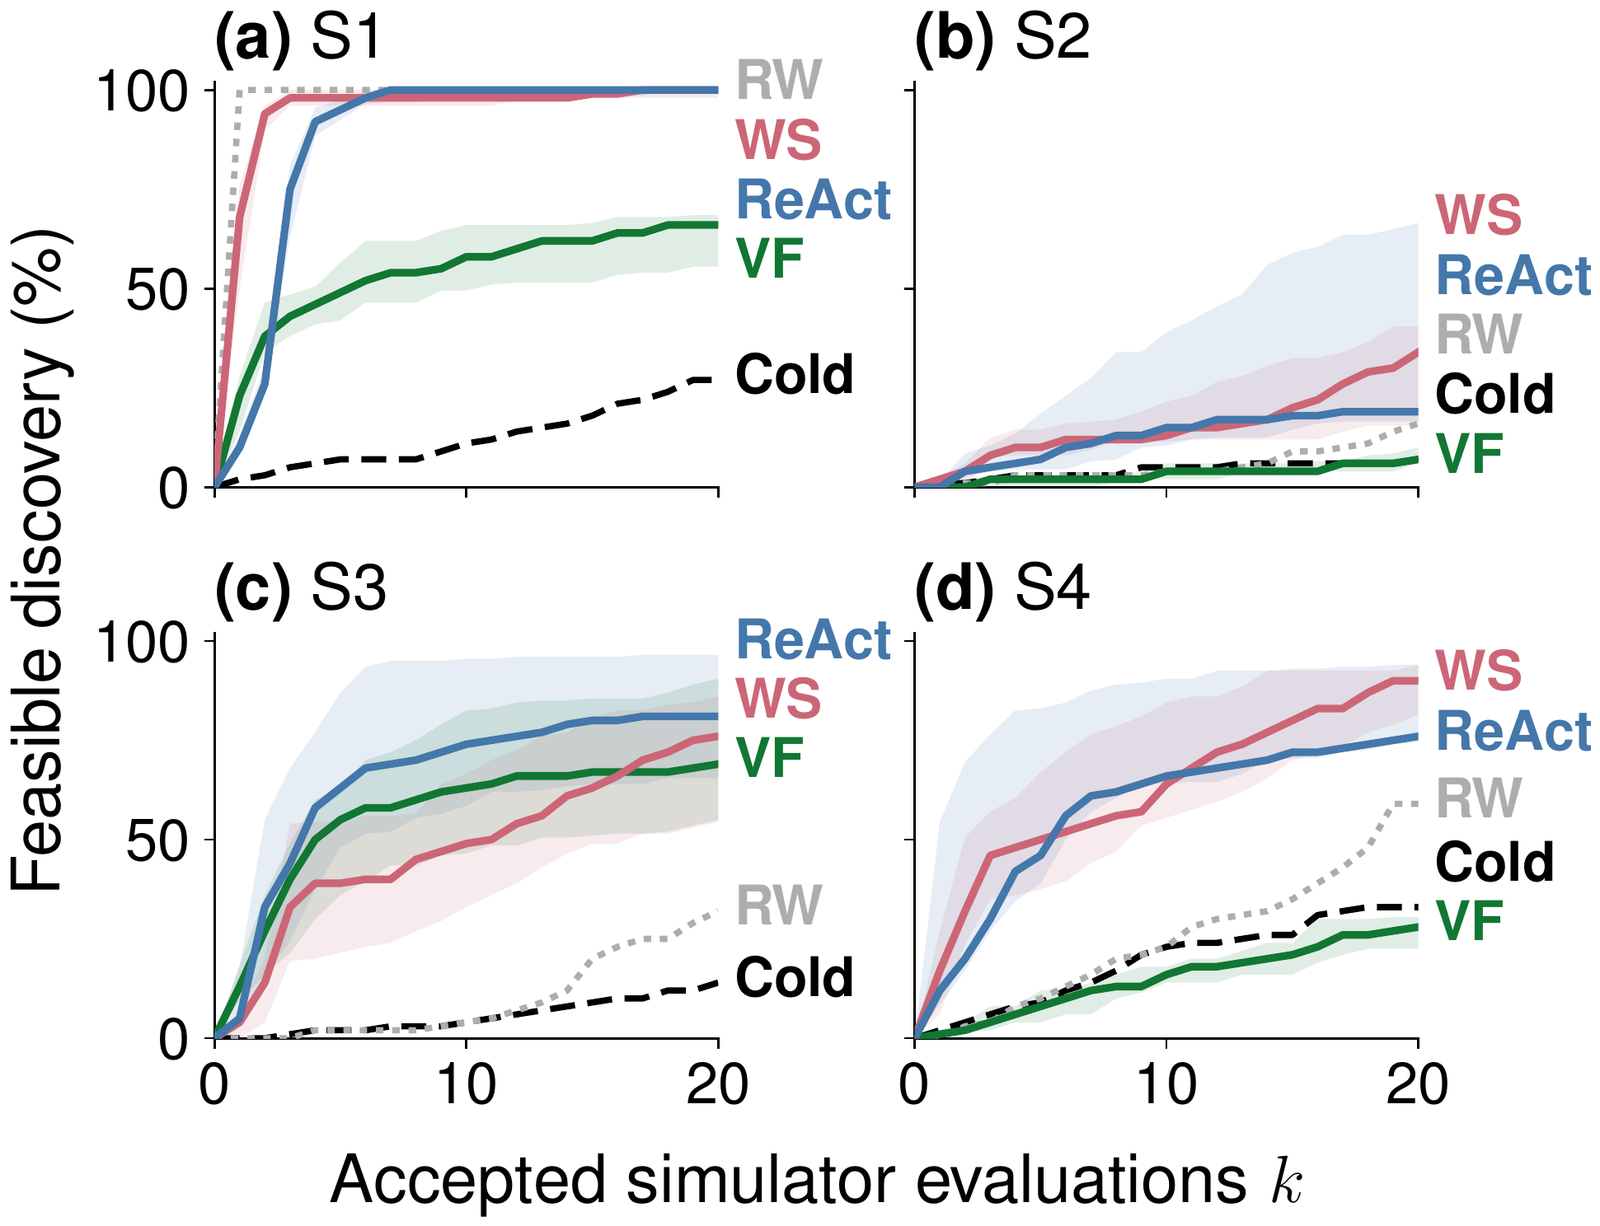 (a) S1
100
50
0
RW
WS
ReAct
VF
Cold
(b) S2
WS
ReAct
RW
Cold
VF
(c) S3
100
50
0
0
10
20
ReAct
WS
VF
RW
Cold
(d) S4
0
10
20
WS
ReAct
RW
Cold
VF
Feasible discovery (%)
Accepted simulator evaluations k